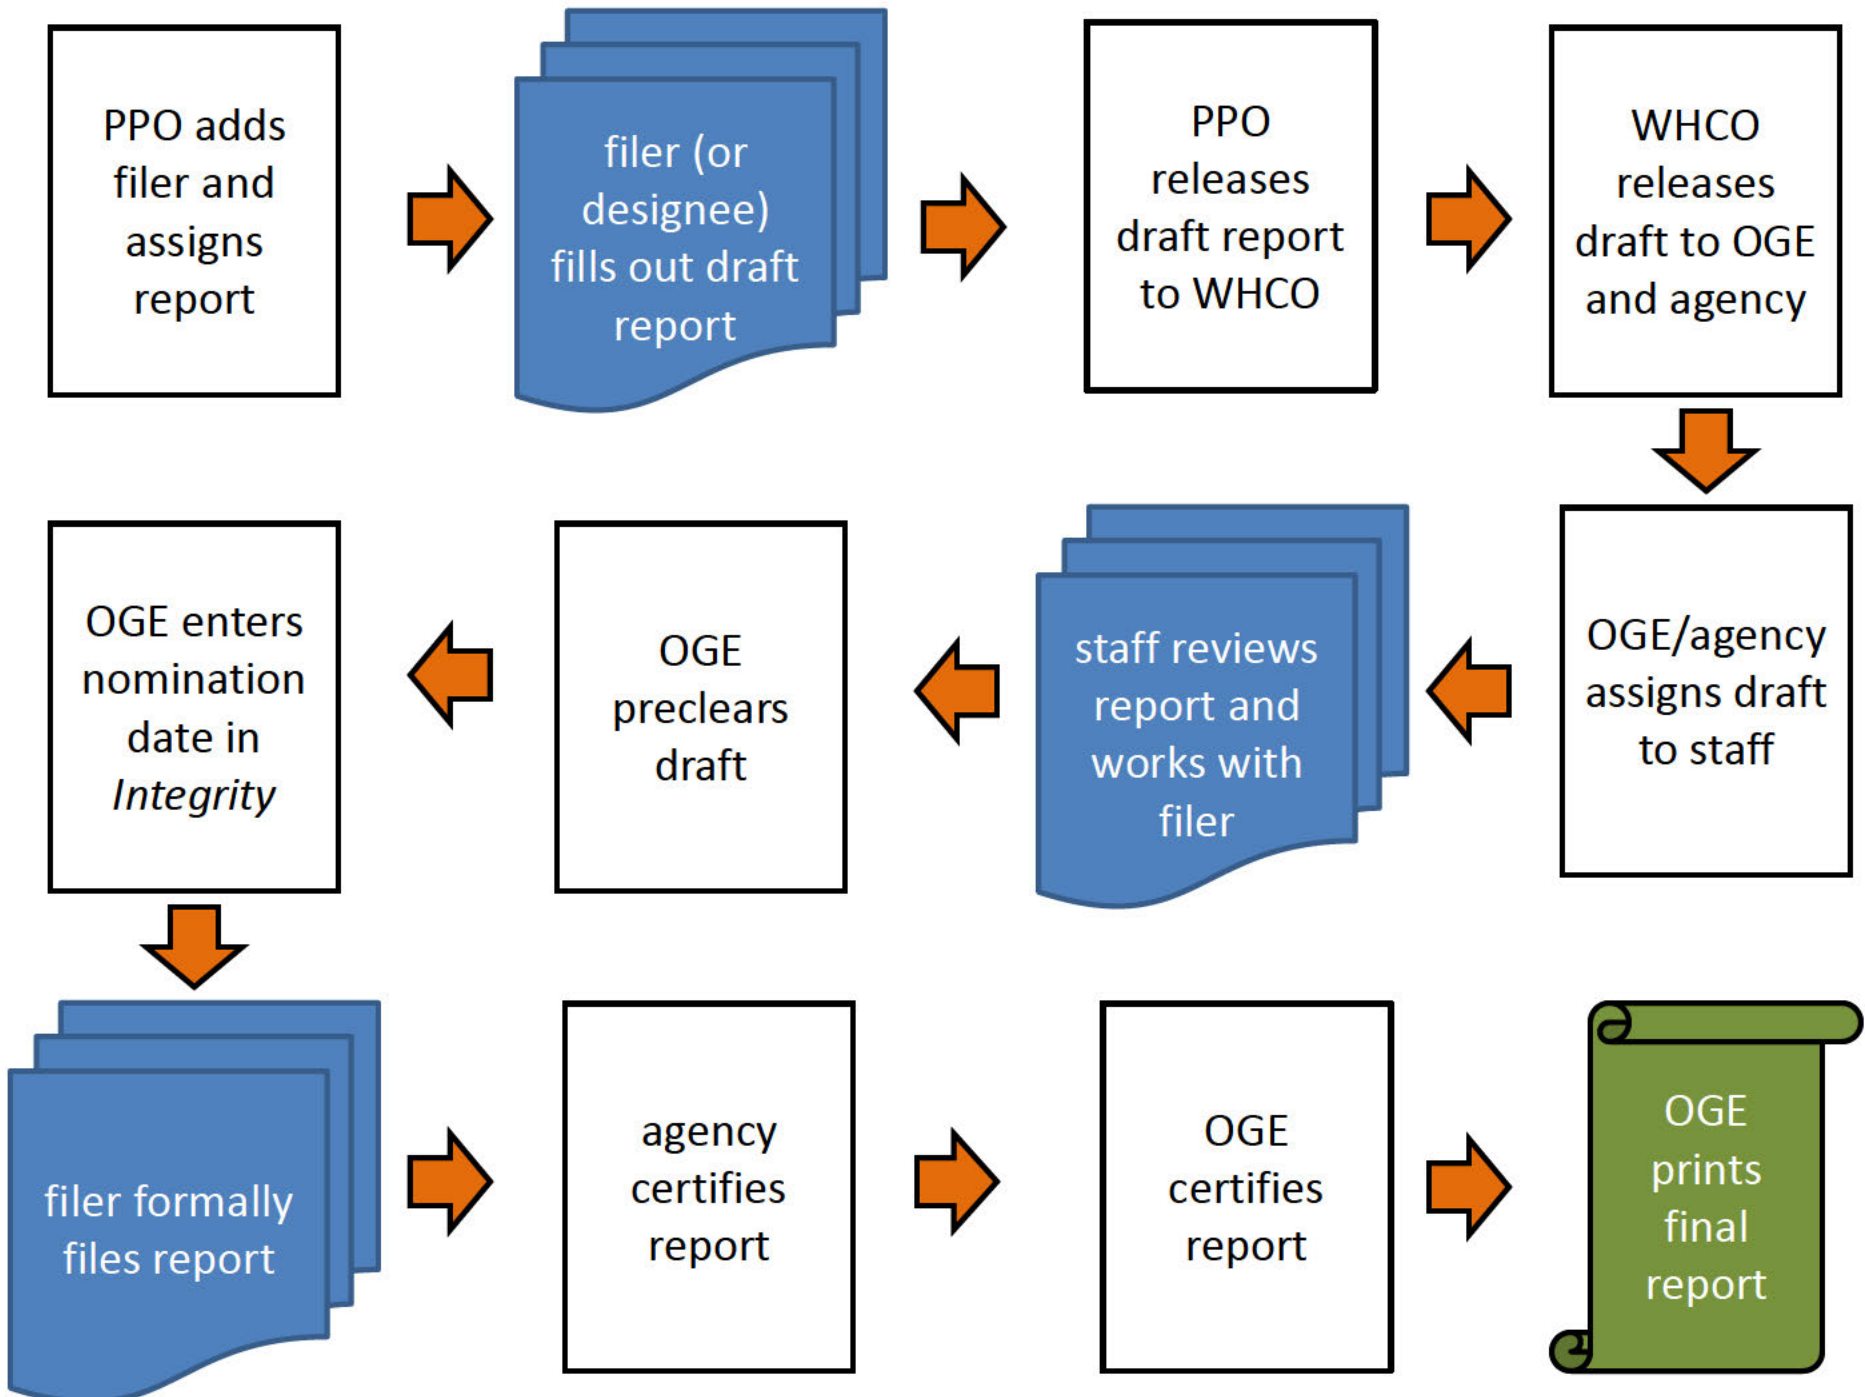 PPO adds
filer and
assigns
report
filer (or
designee)
fills out draft
report
PPO
releases
draft report
to WHCO
WHCO
releases
draft to OGE
and agency
OGE/agency
assigns draft
to staff
staff reviews
report and
works with
filer
OGE
preclears
draft
OGE enters
nomination
date in
Integrity
filer formally
files report
agency
certifies
report
OGE
certifies
report
OGE
prints
final
report